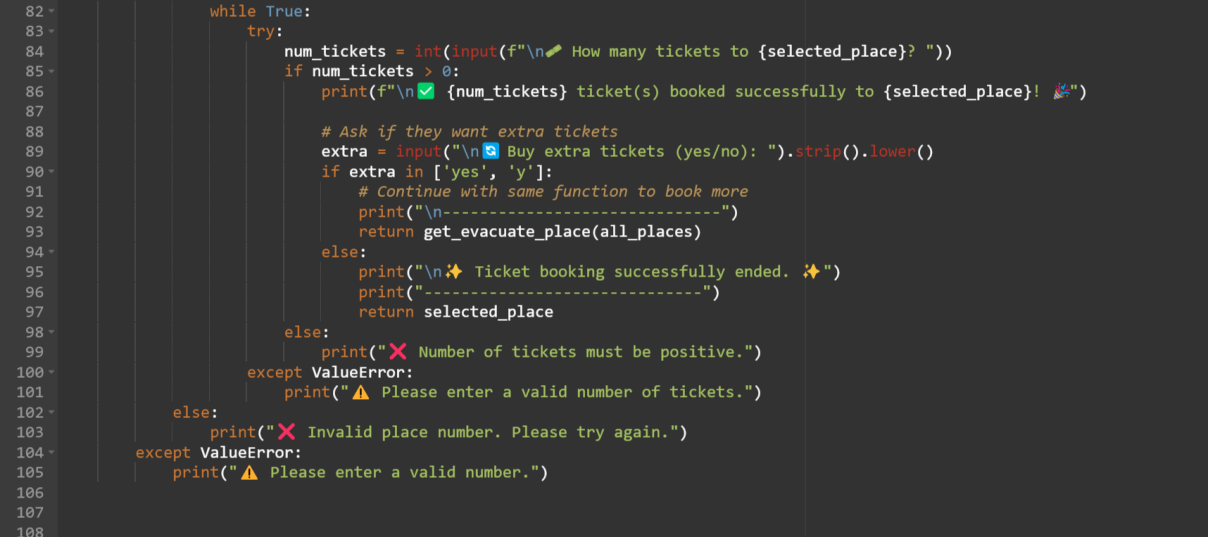 82 while True:
83 try:
84 num_tickets = int(input(f"\n🎫 How many tickets to {selected_place}? "))
85 if num_tickets > 0:
86 print(f"\n✅ {num_tickets} ticket(s) booked successfully to {selected_place}! 🎉")
87
88 # Ask if they want extra tickets
89 extra = input("\n🔄 Buy extra tickets (yes/no): ").strip().lower()
90 if extra in ['yes', 'y']:
91 # Continue with same function to book more
92 print("\n------------------------------")
93 return get_evacuate_place(all_places)
94 else:
95 print("\n✨ Ticket booking successfully ended. ✨")
96 print("------------------------------")
97 return selected_place
98 else:
99 print("❌ Number of tickets must be positive.")
100 except ValueError:
101 print("⚠️ Please enter a valid number of tickets.")
102 else:
103 print("❌ Invalid place number. Please try again.")
104 except ValueError:
105 print("⚠️ Please enter a valid number.")
106
107
108